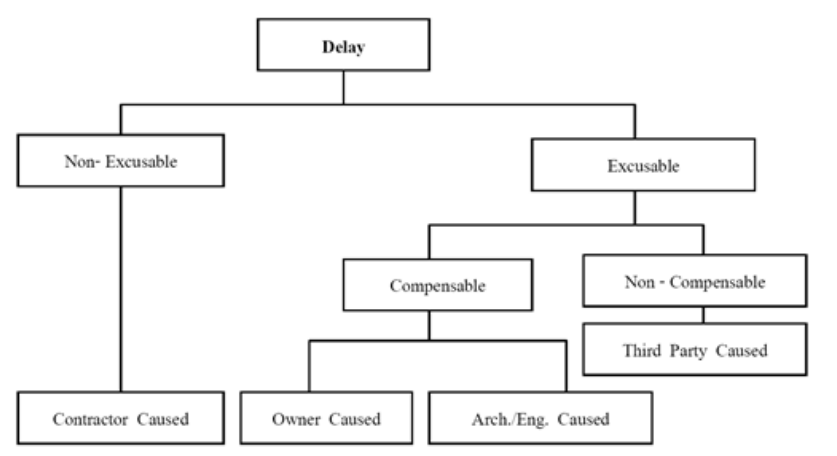 Delay
Non- Excusable
Excusable
Compensable
Non - Compensable
Third Party Caused
Contractor Caused
Owner Caused
Arch./Eng. Caused